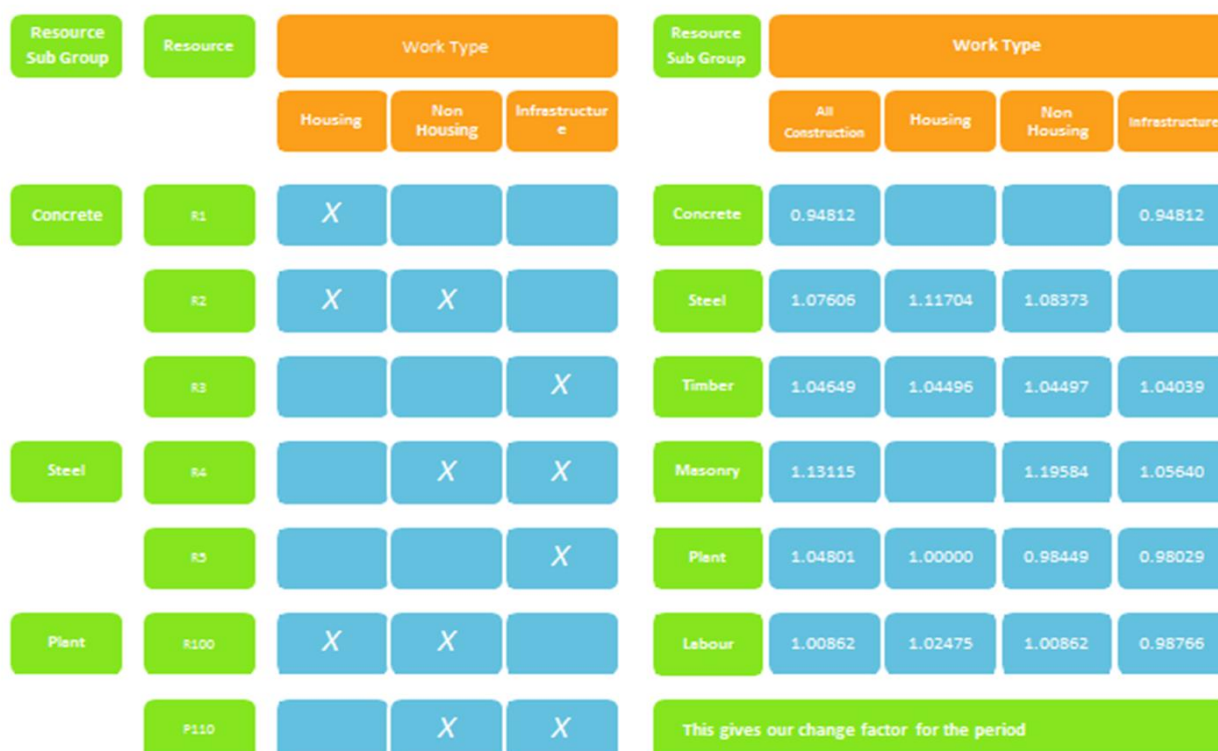 Resource
Sub Group
Resource
Work Type
Housing
Non
Housing
Infrastructur
e
Concrete
R1
X
R2
X
X
R3
X
Steel
R4
X
X
R5
X
Plant
R100
X
X
P110
X
X
Resource
Sub Group
Work Type
All
Construction
Housing
Non
Housing
Infrastructure
Concrete
0.94812
0.94812
Steel
1.07606
1.11704
1.08373
Timber
1.04649
1.04496
1.04497
1.04039
Masonry
1.13115
1.19584
1.05640
Plant
1.04801
1.00000
0.98449
0.98029
Labour
1.00862
1.02475
1.00862
0.98766
This gives our change factor for the period